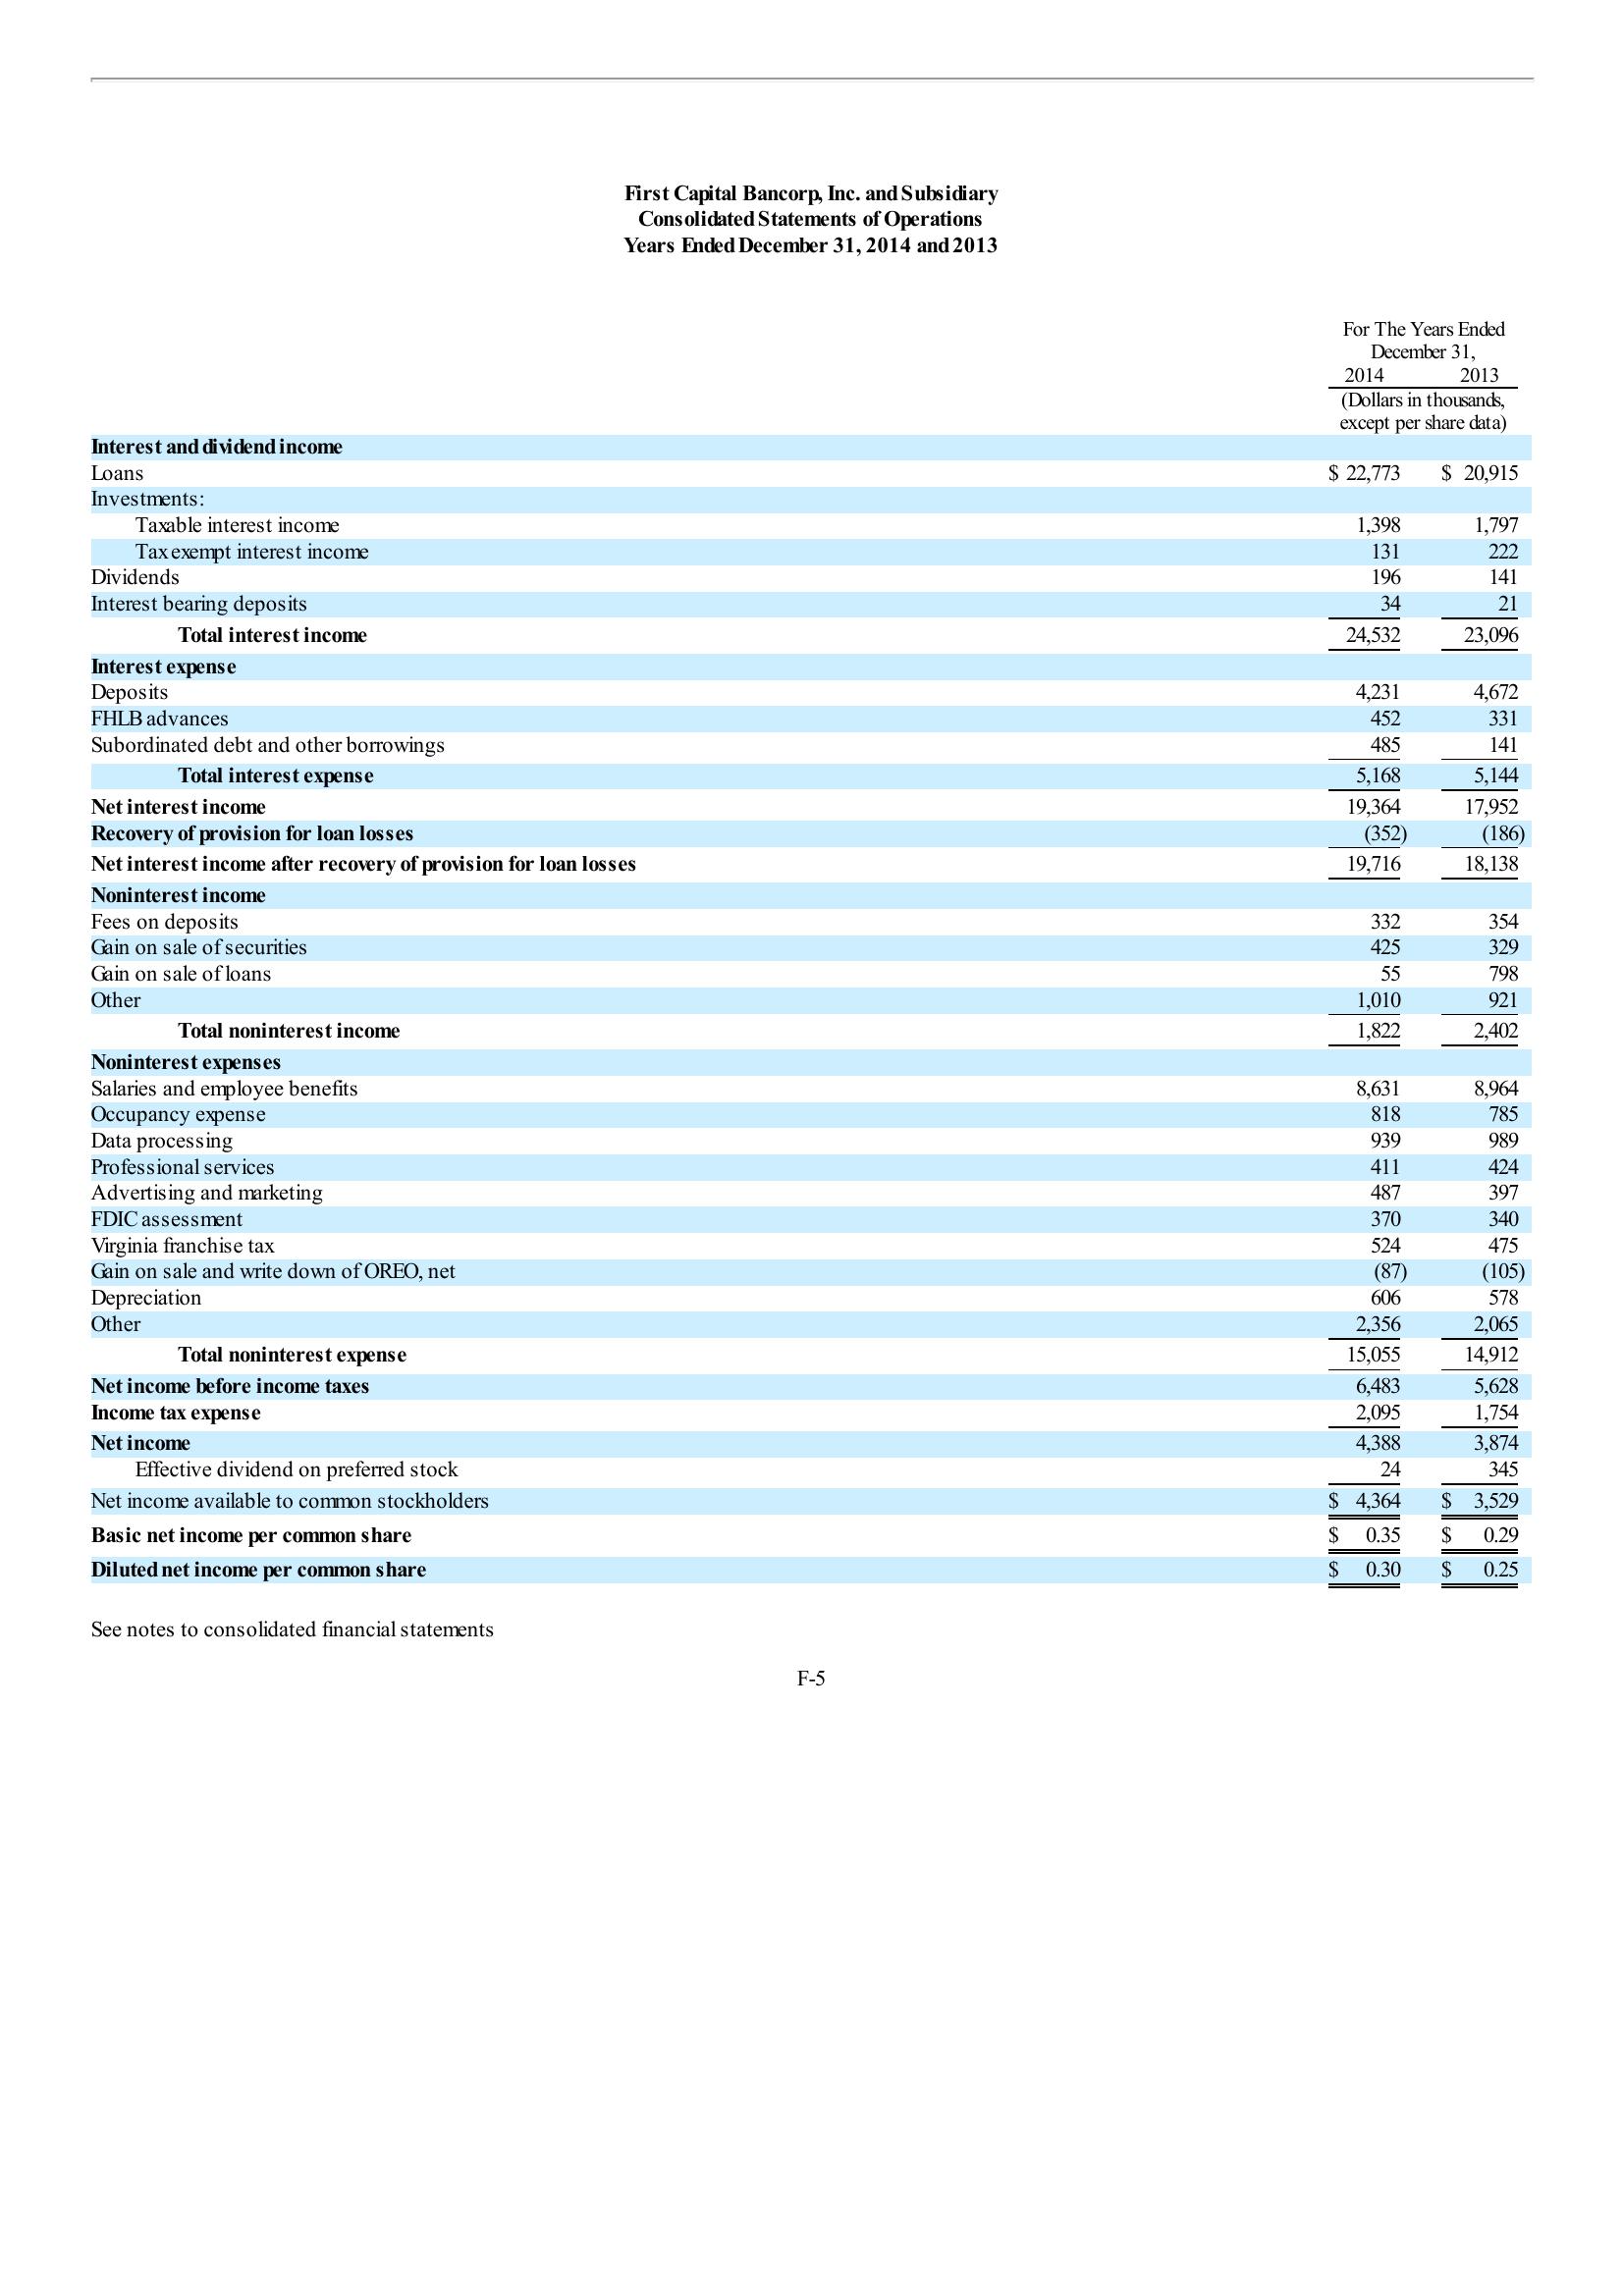 First Capital Bancorp, Inc. and Subsidiary
Consolidated Statements of Operations
Years Ended December 31, 2014 and 2013
For The Years Ended
December 31,
2014 2013
(Dollars in thousands,
except per share data)
Interest and dividend income
Loans $ 22,773 $ 20,915
Investments:
Taxable interest income 1,398 1,797
Tax exempt interest income 131 222
Dividends 196 141
Interest bearing deposits 34 21
Total interest income 24,532 23,096
Interest expense
Deposits 4,231 4,672
FHLB advances 452 331
Subordinated debt and other borrowings 485 141
Total interest expense 5,168 5,144
Net interest income 19,364 17,952
Recovery of provision for loan losses (352) (186)
Net interest income after recovery of provision for loan losses 19,716 18,138
Noninterest income
Fees on deposits 332 354
Gain on sale of securities 425 329
Gain on sale of loans 55 798
Other 1,010 921
Total noninterest income 1,822 2,402
Noninterest expenses
Salaries and employee benefits 8,631 8,964
Occupancy expense 818 785
Data processing 939 989
Professional services 411 424
Advertising and marketing 487 397
FDIC assessment 370 340
Virginia franchise tax 524 475
Gain on sale and write down of OREO, net (87) (105)
Depreciation 606 578
Other 2,356 2,065
Total noninterest expense 15,055 14,912
Net income before income taxes 6,483 5,628
Income tax expense 2,095 1,754
Net income 4,388 3,874
Effective dividend on preferred stock 24 345
Net income available to common stockholders $ 4,364 $ 3,529
Basic net income per common share $ 0.35 $ 0.29
Diluted net income per common share $ 0.30 $ 0.25
See notes to consolidated financial statements
F-5